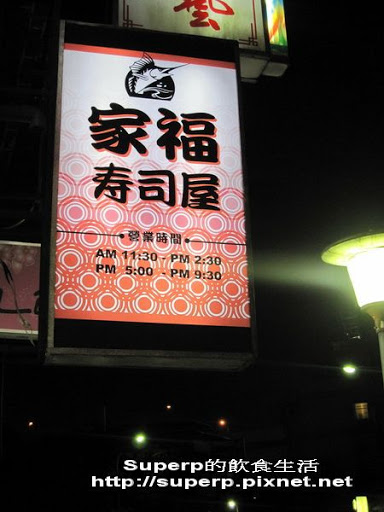 雲
家福
寿司屋
營業時間
AM 11:30 - PM 2:30
PM 5:00 - PM 9:30
Superp的飲食生活
http://superp.pixnet.net